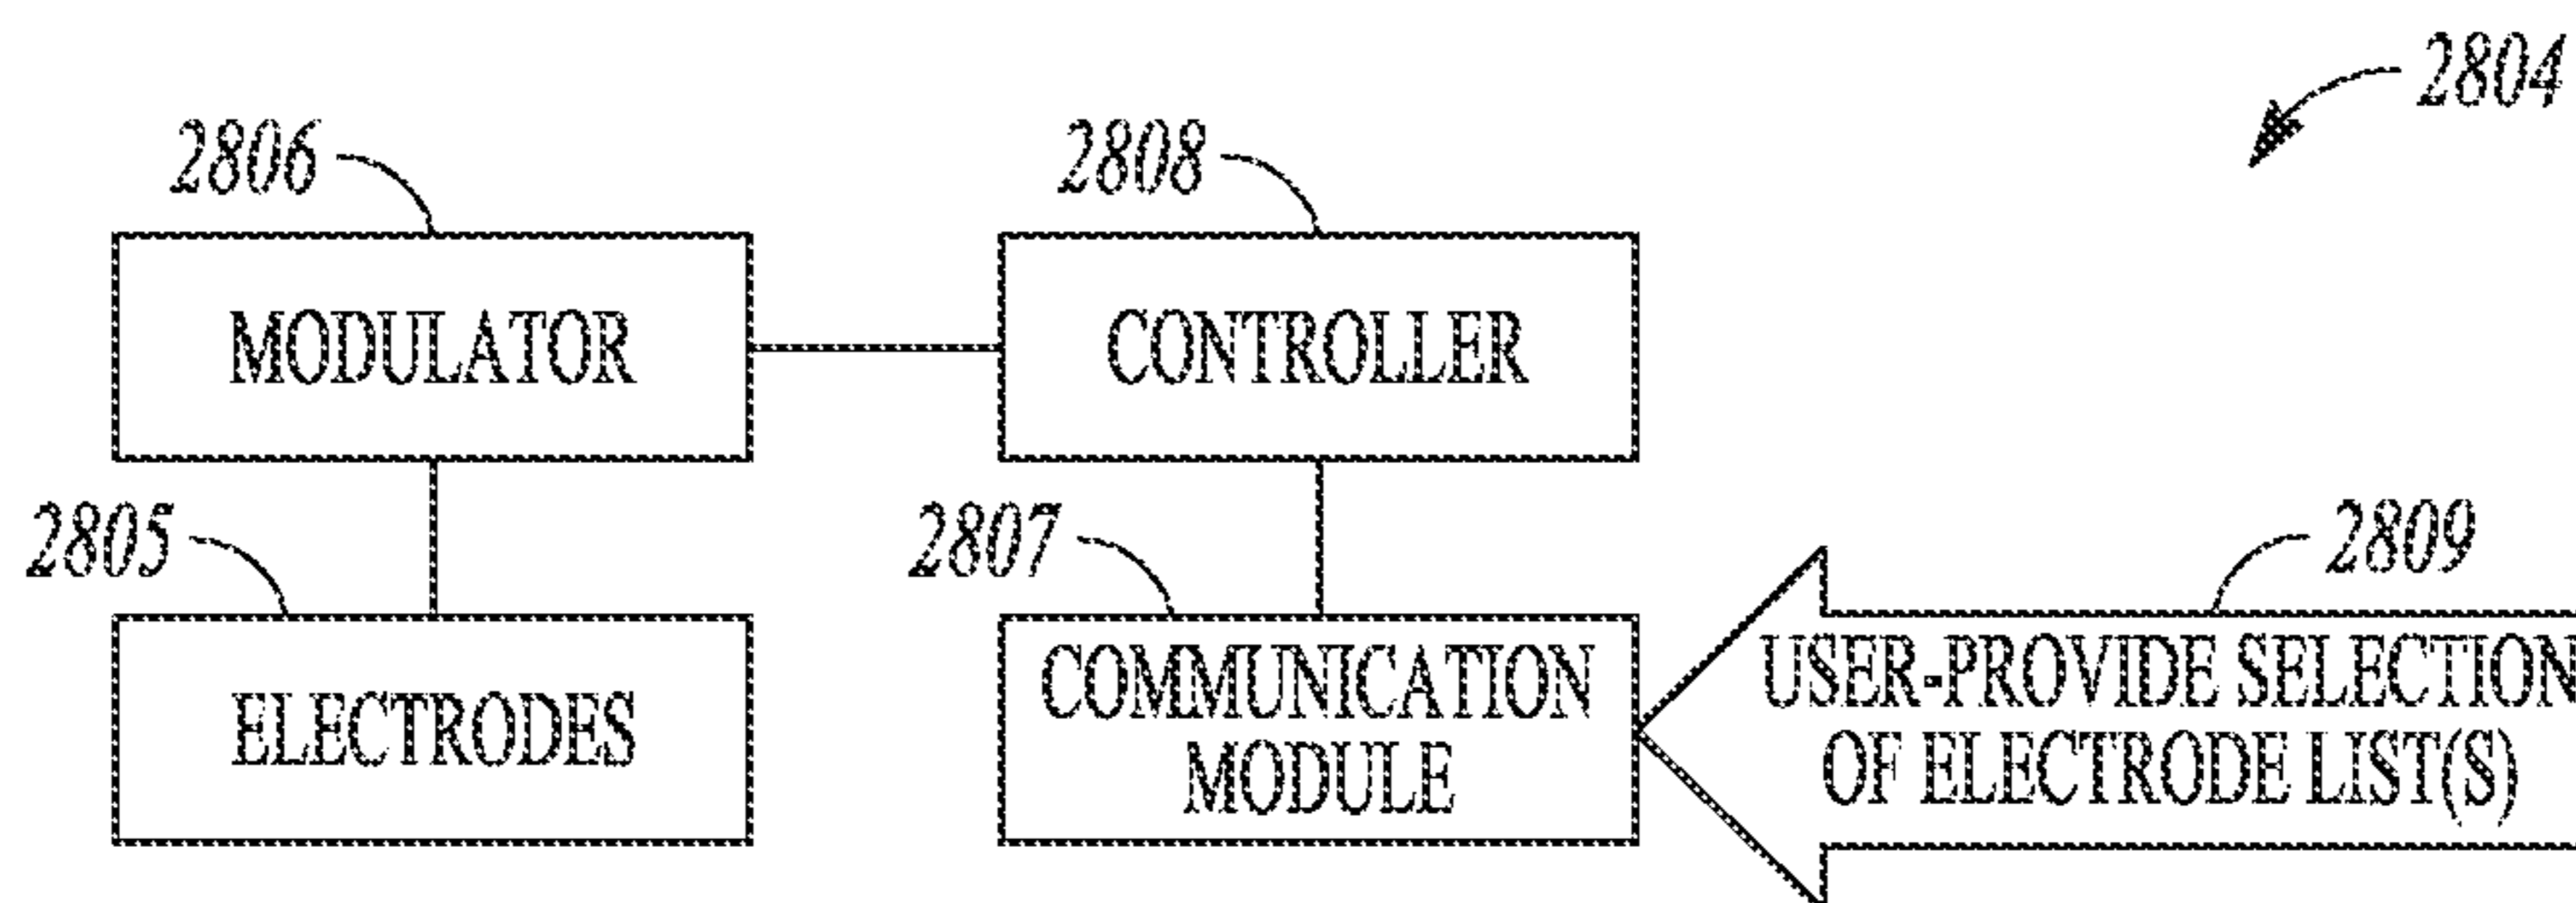 2804
2806
2808
MODULATOR
CONTROLLER
2805
2807
2809
ELECTRODES
COMMUNICATION
MODULE
USER-PROVIDE SELECTION
OF ELECTRODE LIST(S)